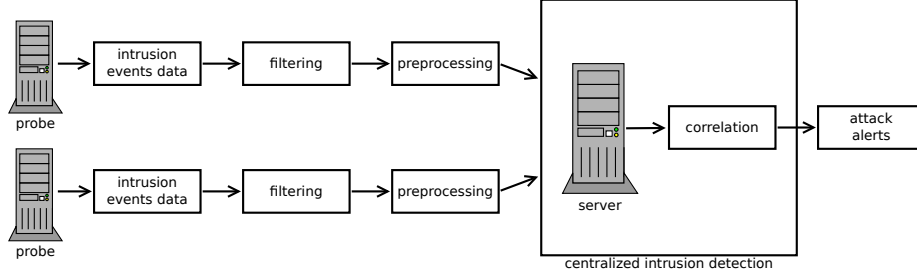 intrusion
events data
filtering
preprocessing
probe
intrusion
events data
filtering
preprocessing
probe
server
correlation
attack
alerts
centralized intrusion detection